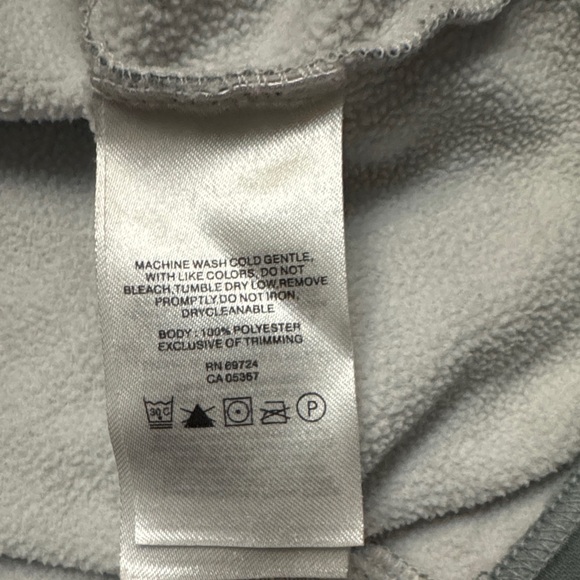 MACHINE WASH COLD GENTLE,
WITH LIKE COLORS, DO NOT
BLEACH,TUMBLE DRY LOW,REMOVE
PROMPTLY,DO NOT IRON,
DRYCLEANABLE
BODY : 100% POLYESTER
EXCLUSIVE OF TRIMMING
RN 69724
CA 05367
30 C
P